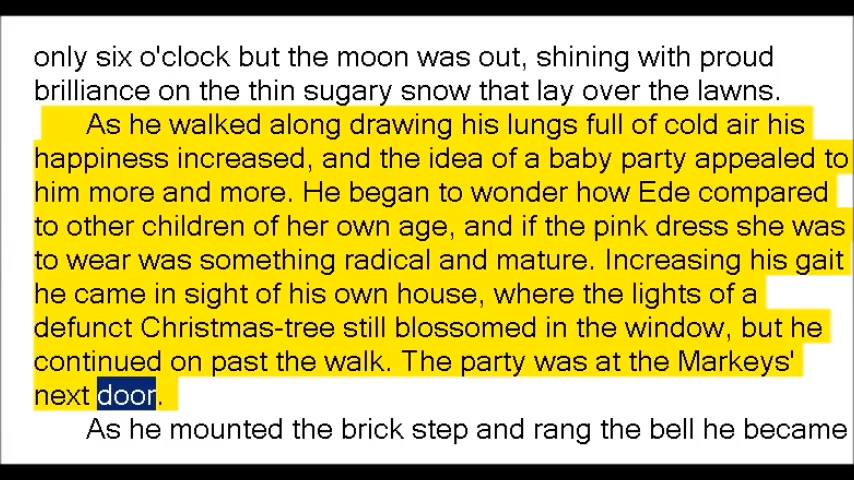 only six o'clock but the moon was out, shining with proud
brilliance on the thin sugary snow that lay over the lawns.
As he walked along drawing his lungs full of cold air his
happiness increased, and the idea of a baby party appealed to
him more and more. He began to wonder how Ede compared
to other children of her own age, and if the pink dress she was
to wear was something radical and mature. Increasing his gait
he came in sight of his own house, where the lights of a
defunct Christmas-tree still blossomed in the window, but he
continued on past the walk. The party was at the Markeys'
next door.
As he mounted the brick step and rang the bell he became